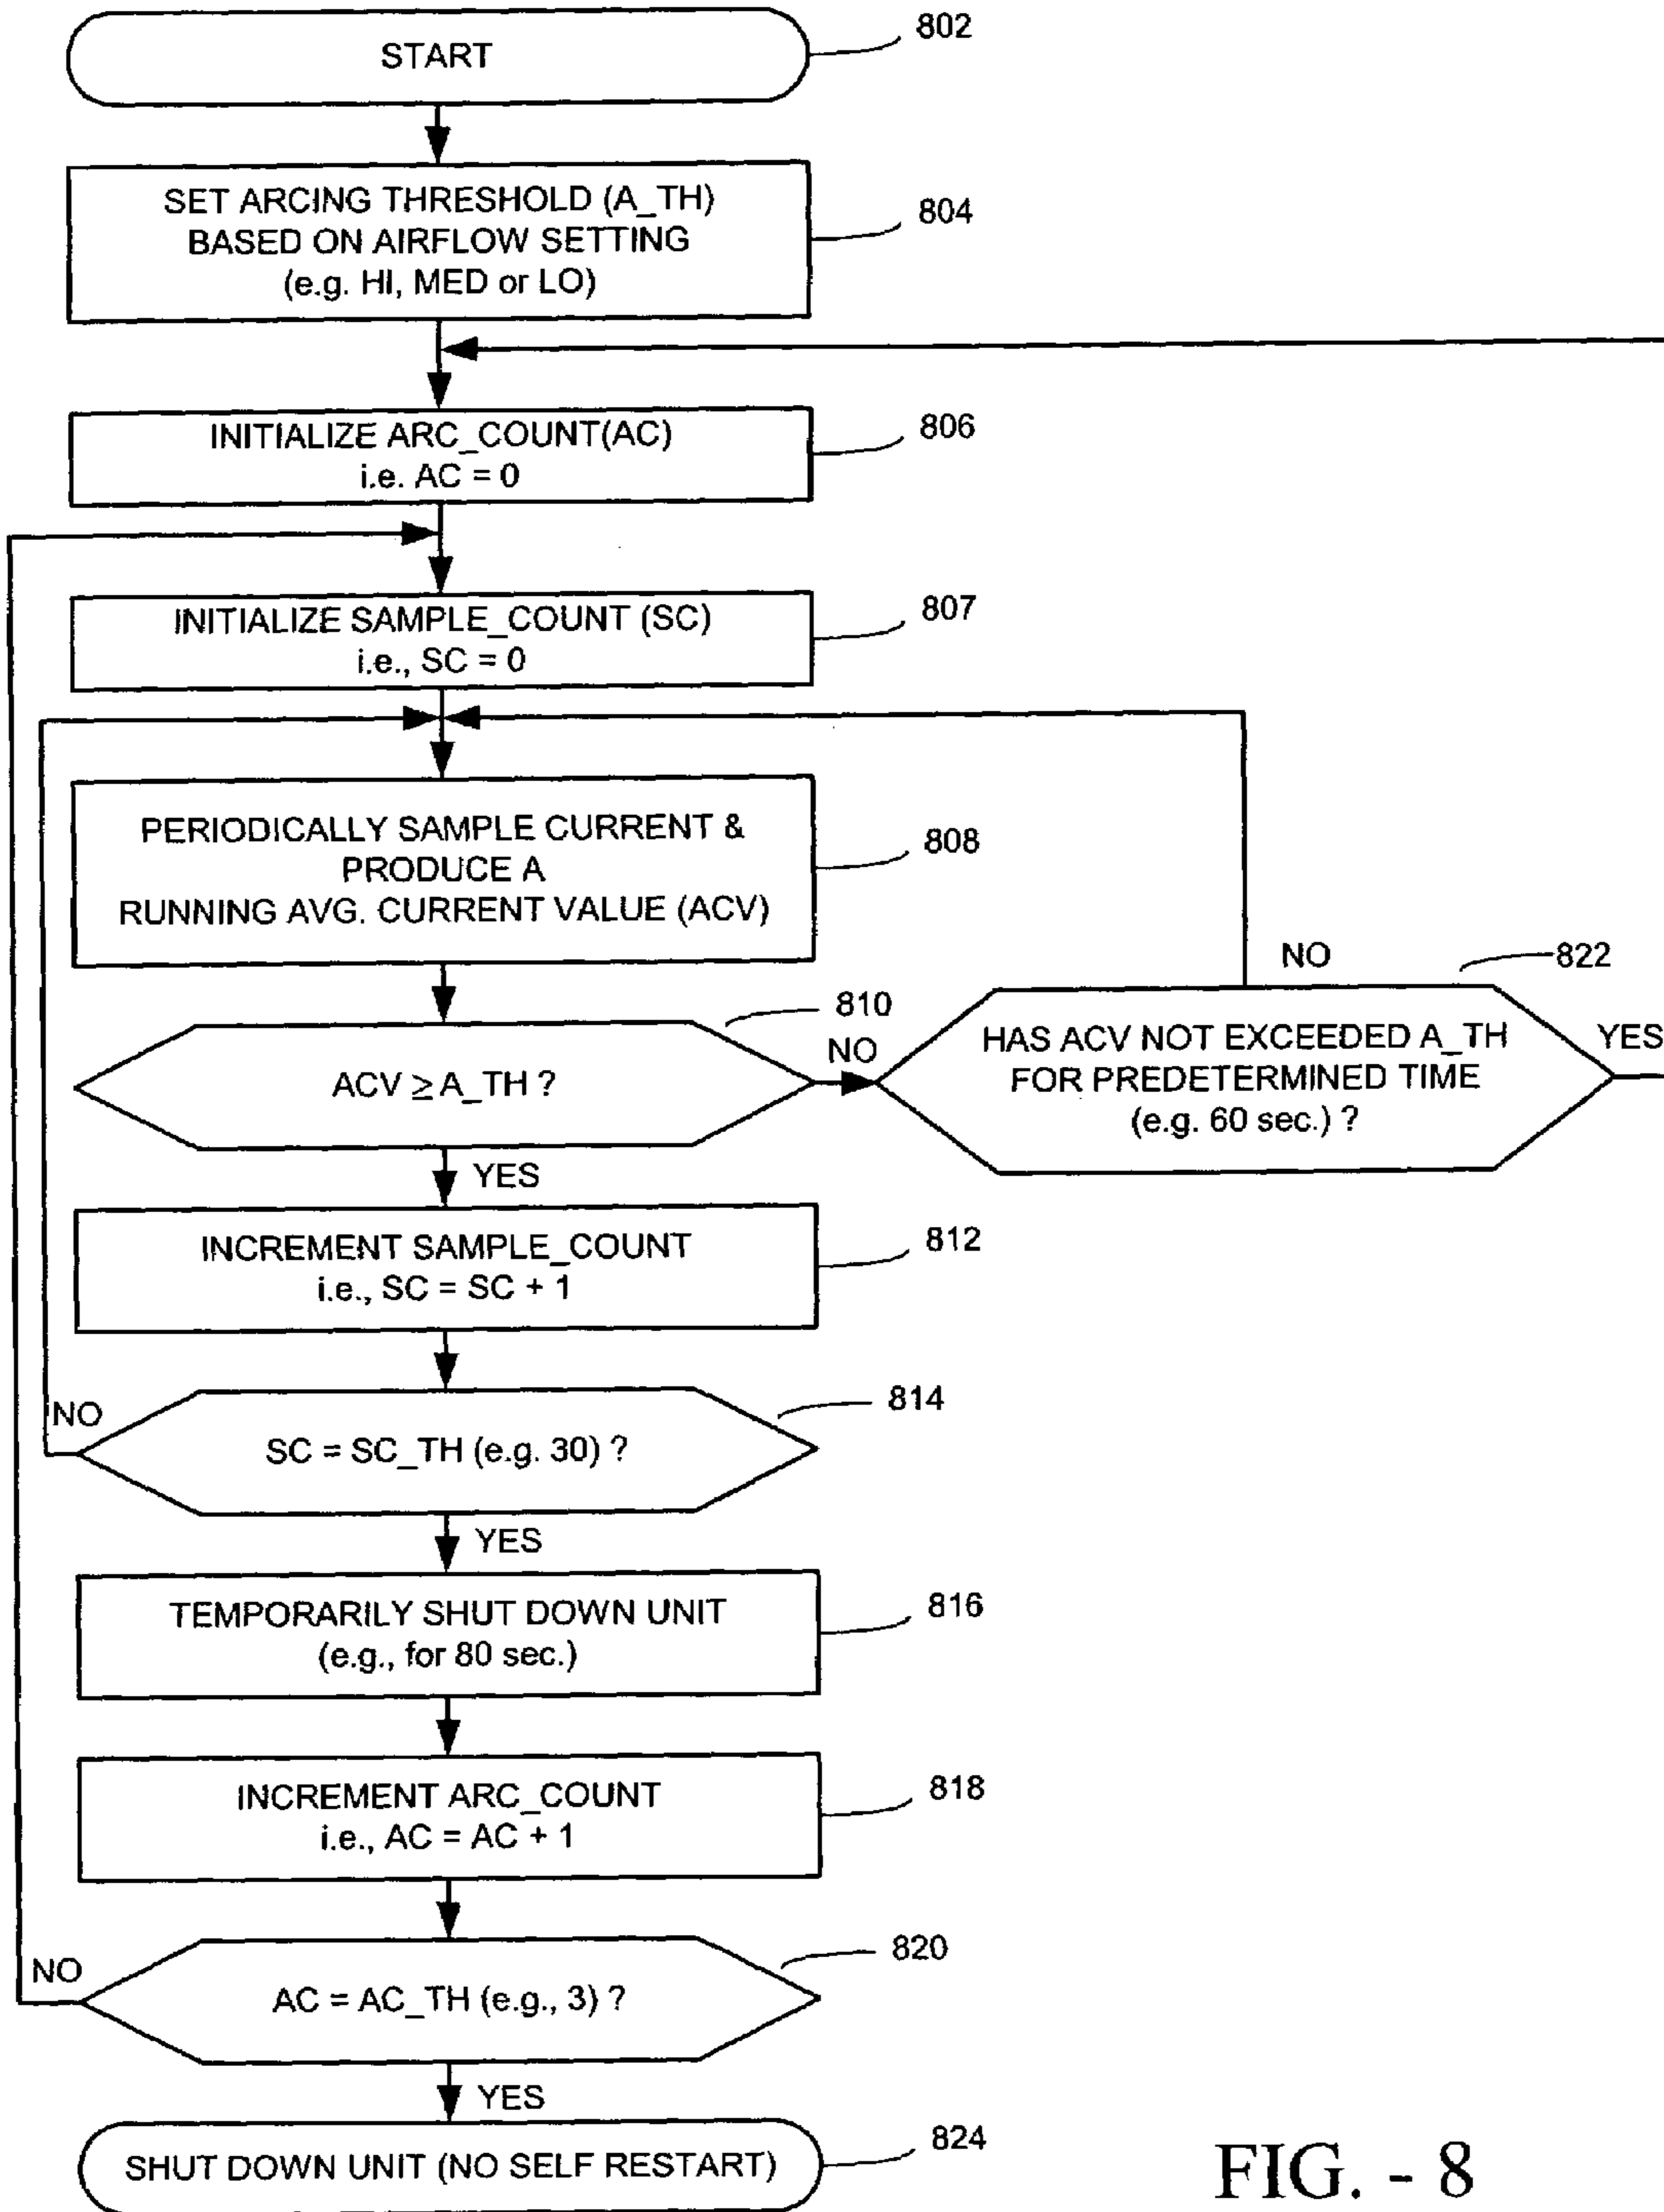 START
802
SET ARCING THRESHOLD (A_TH)
BASED ON AIRFLOW SETTING
(e.g. HI, MED or LO)
804
INITIALIZE ARC_COUNT(AC)
i.e. AC = 0
806
INITIALIZE SAMPLE_COUNT (SC)
i.e., SC = 0
807
PERIODICALLY SAMPLE CURRENT &
PRODUCE A
RUNNING AVG. CURRENT VALUE (ACV)
808
ACV ≥ A_TH ?
810
NO
HAS ACV NOT EXCEEDED A_TH
FOR PREDETERMINED TIME
(e.g. 60 sec.) ?
822
NO
YES
YES
INCREMENT SAMPLE_COUNT
i.e., SC = SC + 1
812
SC = SC_TH (e.g. 30) ?
814
NO
YES
TEMPORARILY SHUT DOWN UNIT
(e.g., for 80 sec.)
816
INCREMENT ARC_COUNT
i.e., AC = AC + 1
818
AC = AC_TH (e.g., 3) ?
820
NO
YES
SHUT DOWN UNIT (NO SELF RESTART)
824
FIG. - 8